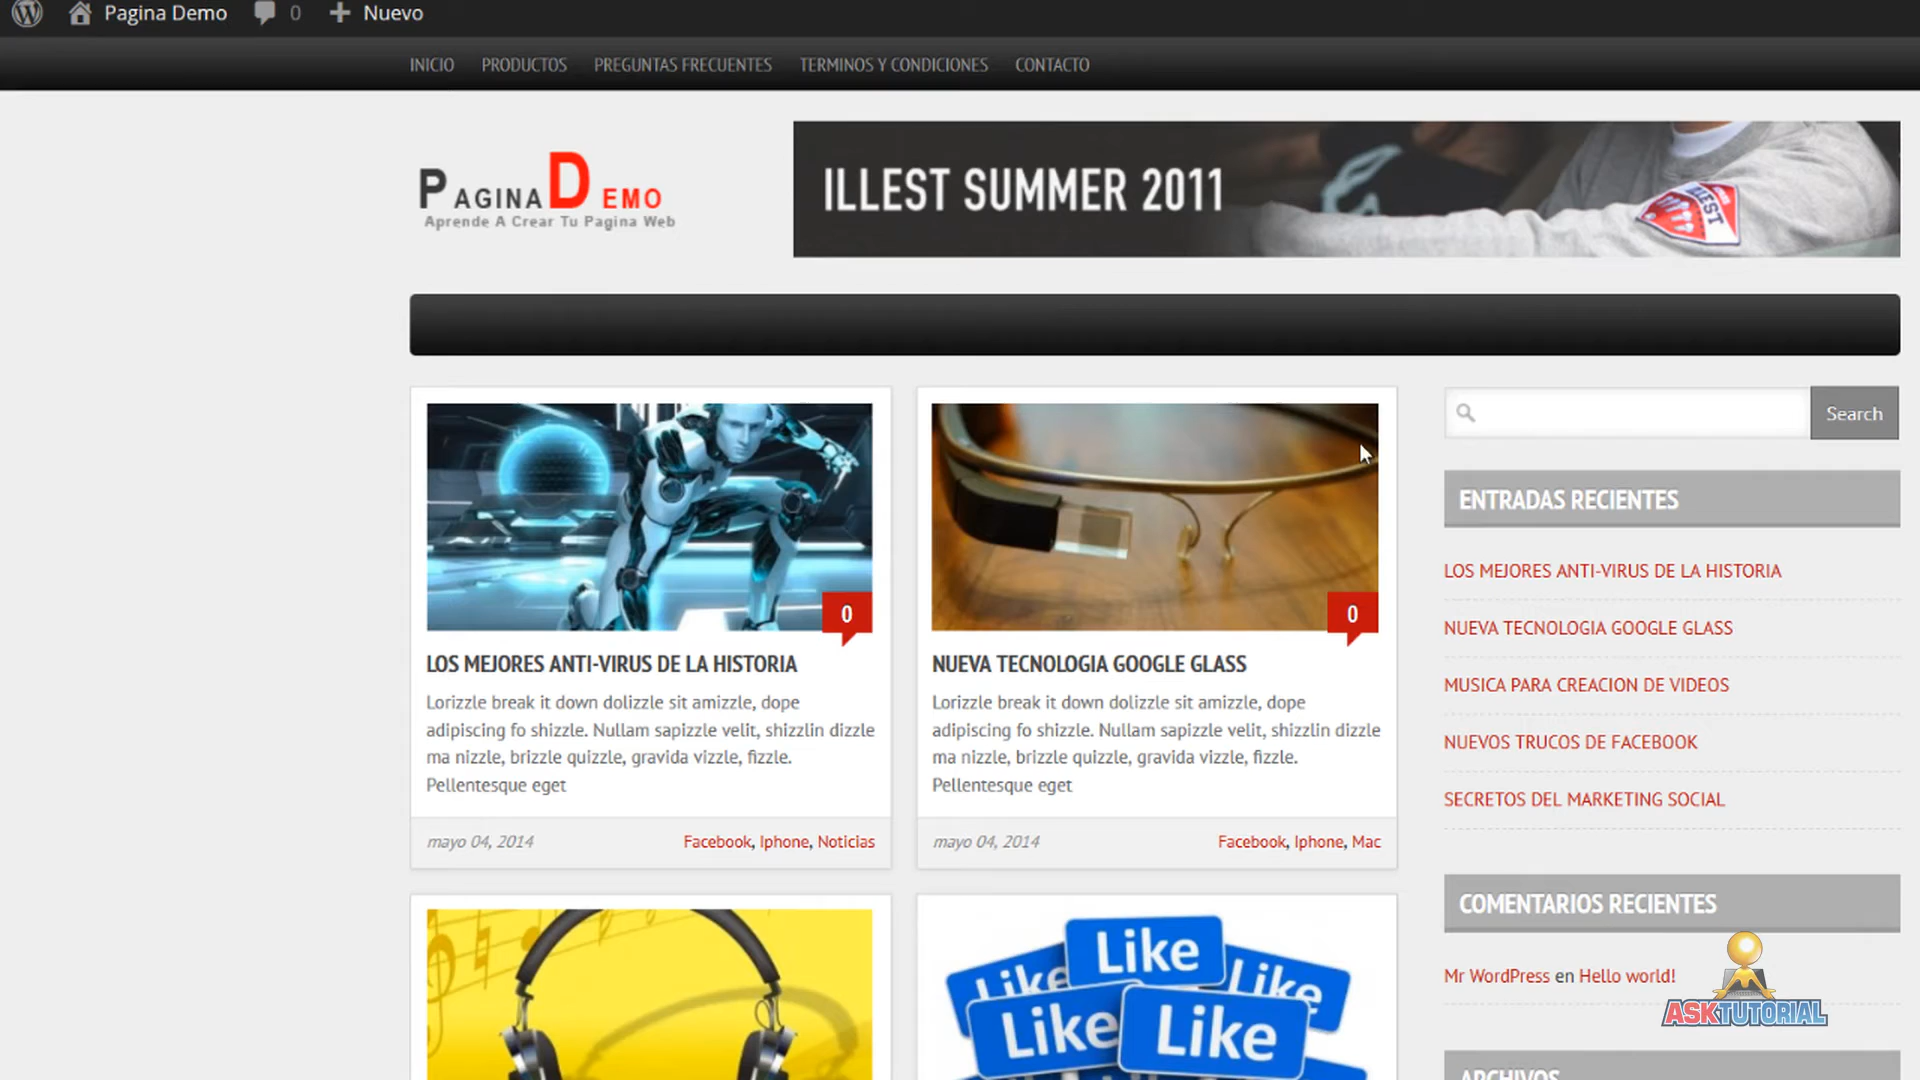 Pagina Demo 0 Nuevo
INICIO PRODUCTOS PREGUNTAS FRECUENTES TERMINOS Y CONDICIONES CONTACTO
PAGINA DEMO
Aprende A Crear Tu Pagina Web
ILLEST SUMMER 2011
Search
0
LOS MEJORES ANTI-VIRUS DE LA HISTORIA
Lorizzle break it down dolizzle sit amizzle, dope
adipiscing fo shizzle. Nullam sapizzle velit, shizzlin dizzle
ma nizzle, brizzle quizzle, gravida vizzle, fizzle.
Pellentesque eget
mayo 04, 2014 Facebook, Iphone, Noticias
0
NUEVA TECNOLOGIA GOOGLE GLASS
Lorizzle break it down dolizzle sit amizzle, dope
adipiscing fo shizzle. Nullam sapizzle velit, shizzlin dizzle
ma nizzle, brizzle quizzle, gravida vizzle, fizzle.
Pellentesque eget
mayo 04, 2014 Facebook, Iphone, Mac
Like
Like
Like
Like
Like
ENTRADAS RECIENTES
LOS MEJORES ANTI-VIRUS DE LA HISTORIA
NUEVA TECNOLOGIA GOOGLE GLASS
MUSICA PARA CREACION DE VIDEOS
NUEVOS TRUCOS DE FACEBOOK
SECRETOS DEL MARKETING SOCIAL
COMENTARIOS RECIENTES
Mr WordPress en Hello world!
ASKTUTORIAL
ARCHIVOS